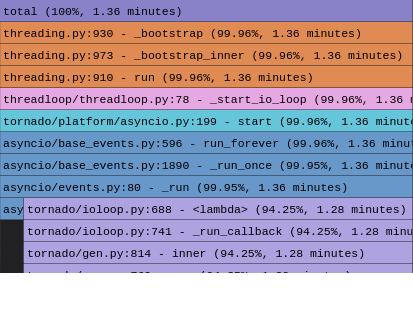 total (100%, 1.36 minutes)
threading.py:930 - _bootstrap (99.96%, 1.36 minutes)
threading.py:973 - _bootstrap_inner (99.96%, 1.36 minutes)
threading.py:910 - run (99.96%, 1.36 minutes)
threadloop/threadloop.py:78 - _start_io_loop (99.96%, 1.36 m
tornado/platform/asyncio.py:199 - start (99.96%, 1.36 minute
asyncio/base_events.py:596 - run_forever (99.96%, 1.36 minut
asyncio/base_events.py:1890 - _run_once (99.95%, 1.36 minute
asyncio/events.py:80 - _run (99.95%, 1.36 minutes)
asy tornado/ioloop.py:688 - <lambda> (94.25%, 1.28 minutes)
tornado/ioloop.py:741 - _run_callback (94.25%, 1.28 minu
tornado/gen.py:814 - inner (94.25%, 1.28 minutes)